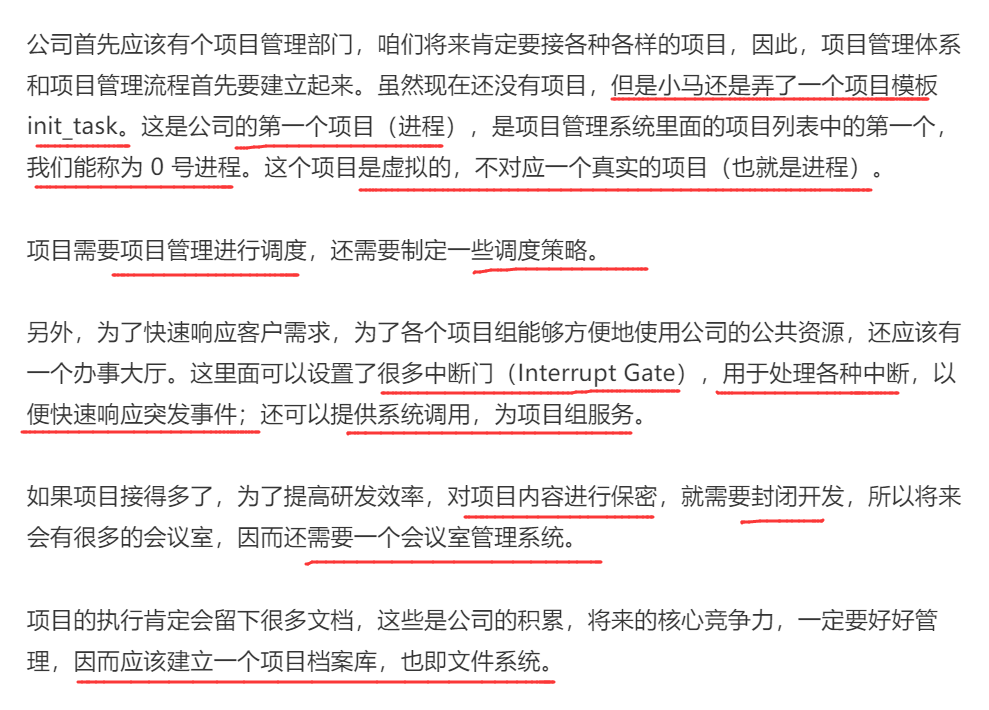 公司首先应该有个项目管理部门，咱们将来肯定要接各种各样的项目，因此，项目管理体系
和项目管理流程首先要建立起来。虽然现在还没有项目，但是小马还是弄了一个项目模板
init_task。这是公司的第一个项目（进程），是项目管理系统里面的项目列表中的第一个，
我们能称为 0 号进程。这个项目是虚拟的，不对应一个真实的项目（也就是进程）。
项目需要项目管理进行调度，还需要制定一些调度策略。
另外，为了快速响应客户需求，为了各个项目组能够方便地使用公司的公共资源，还应该有
一个办事大厅。这里面可以设置了很多中断门（Interrupt Gate），用于处理各种中断，以
便快速响应突发事件；还可以提供系统调用，为项目组服务。
如果项目接得多了，为了提高研发效率，对项目内容进行保密，就需要封闭开发，所以将来
会有很多的会议室，因而还需要一个会议室管理系统。
项目的执行肯定会留下很多文档，这些是公司的积累，将来的核心竞争力，一定要好好管
理，因而应该建立一个项目档案库，也即文件系统。